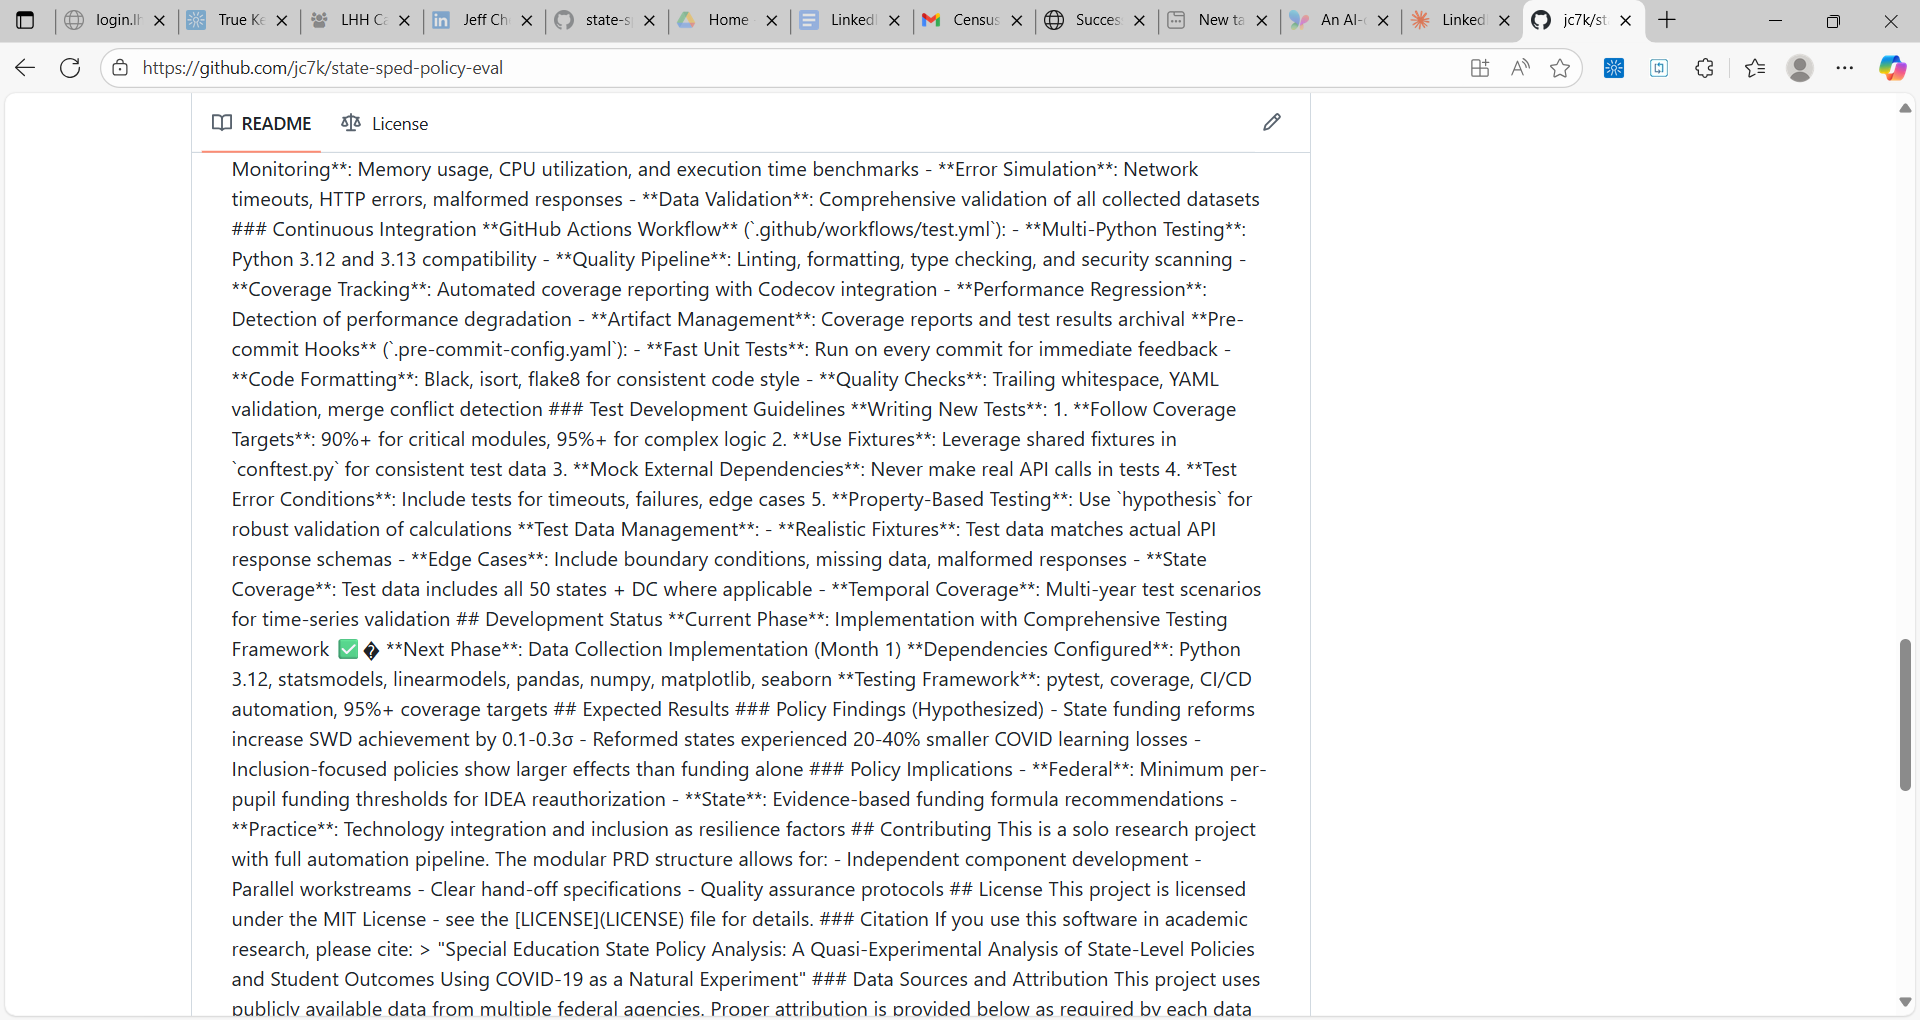 login.lh
True Ke
LHH Ca
Jeff Ch
state-s
Home
LinkedI
Census
Succes
New ta
An AI-
LinkedI
jc7k/st
https://github.com/jc7k/state-sped-policy-eval
README
License
Monitoring**: Memory usage, CPU utilization, and execution time benchmarks - **Error Simulation**: Network
timeouts, HTTP errors, malformed responses - **Data Validation**: Comprehensive validation of all collected datasets
### Continuous Integration **GitHub Actions Workflow** (`.github/workflows/test.yml`): - **Multi-Python Testing**:
Python 3.12 and 3.13 compatibility - **Quality Pipeline**: Linting, formatting, type checking, and security scanning -
**Coverage Tracking**: Automated coverage reporting with Codecov integration - **Performance Regression**:
Detection of performance degradation - **Artifact Management**: Coverage reports and test results archival **Pre-
commit Hooks** (`.pre-commit-config.yaml`): - **Fast Unit Tests**: Run on every commit for immediate feedback -
**Code Formatting**: Black, isort, flake8 for consistent code style - **Quality Checks**: Trailing whitespace, YAML
validation, merge conflict detection ### Test Development Guidelines **Writing New Tests**: 1. **Follow Coverage
Targets**: 90%+ for critical modules, 95%+ for complex logic 2. **Use Fixtures**: Leverage shared fixtures in
`conftest.py` for consistent test data 3. **Mock External Dependencies**: Never make real API calls in tests 4. **Test
Error Conditions**: Include tests for timeouts, failures, edge cases 5. **Property-Based Testing**: Use `hypothesis` for
robust validation of calculations **Test Data Management**: - **Realistic Fixtures**: Test data matches actual API
response schemas - **Edge Cases**: Include boundary conditions, missing data, malformed responses - **State
Coverage**: Test data includes all 50 states + DC where applicable - **Temporal Coverage**: Multi-year test scenarios
for time-series validation ## Development Status **Current Phase**: Implementation with Comprehensive Testing
Framework ✅ � **Next Phase**: Data Collection Implementation (Month 1) **Dependencies Configured**: Python
3.12, statsmodels, linearmodels, pandas, numpy, matplotlib, seaborn **Testing Framework**: pytest, coverage, CI/CD
automation, 95%+ coverage targets ## Expected Results ### Policy Findings (Hypothesized) - State funding reforms
increase SWD achievement by 0.1-0.3σ - Reformed states experienced 20-40% smaller COVID learning losses -
Inclusion-focused policies show larger effects than funding alone ### Policy Implications - **Federal**: Minimum per-
pupil funding thresholds for IDEA reauthorization - **State**: Evidence-based funding formula recommendations -
**Practice**: Technology integration and inclusion as resilience factors ## Contributing This is a solo research project
with full automation pipeline. The modular PRD structure allows for: - Independent component development -
Parallel workstreams - Clear hand-off specifications - Quality assurance protocols ## License This project is licensed
under the MIT License - see the [LICENSE](LICENSE) file for details. ### Citation If you use this software in academic
research, please cite: > "Special Education State Policy Analysis: A Quasi-Experimental Analysis of State-Level Policies
and Student Outcomes Using COVID-19 as a Natural Experiment" ### Data Sources and Attribution This project uses
publicly available data from multiple federal agencies. Proper attribution is provided below as required by each data